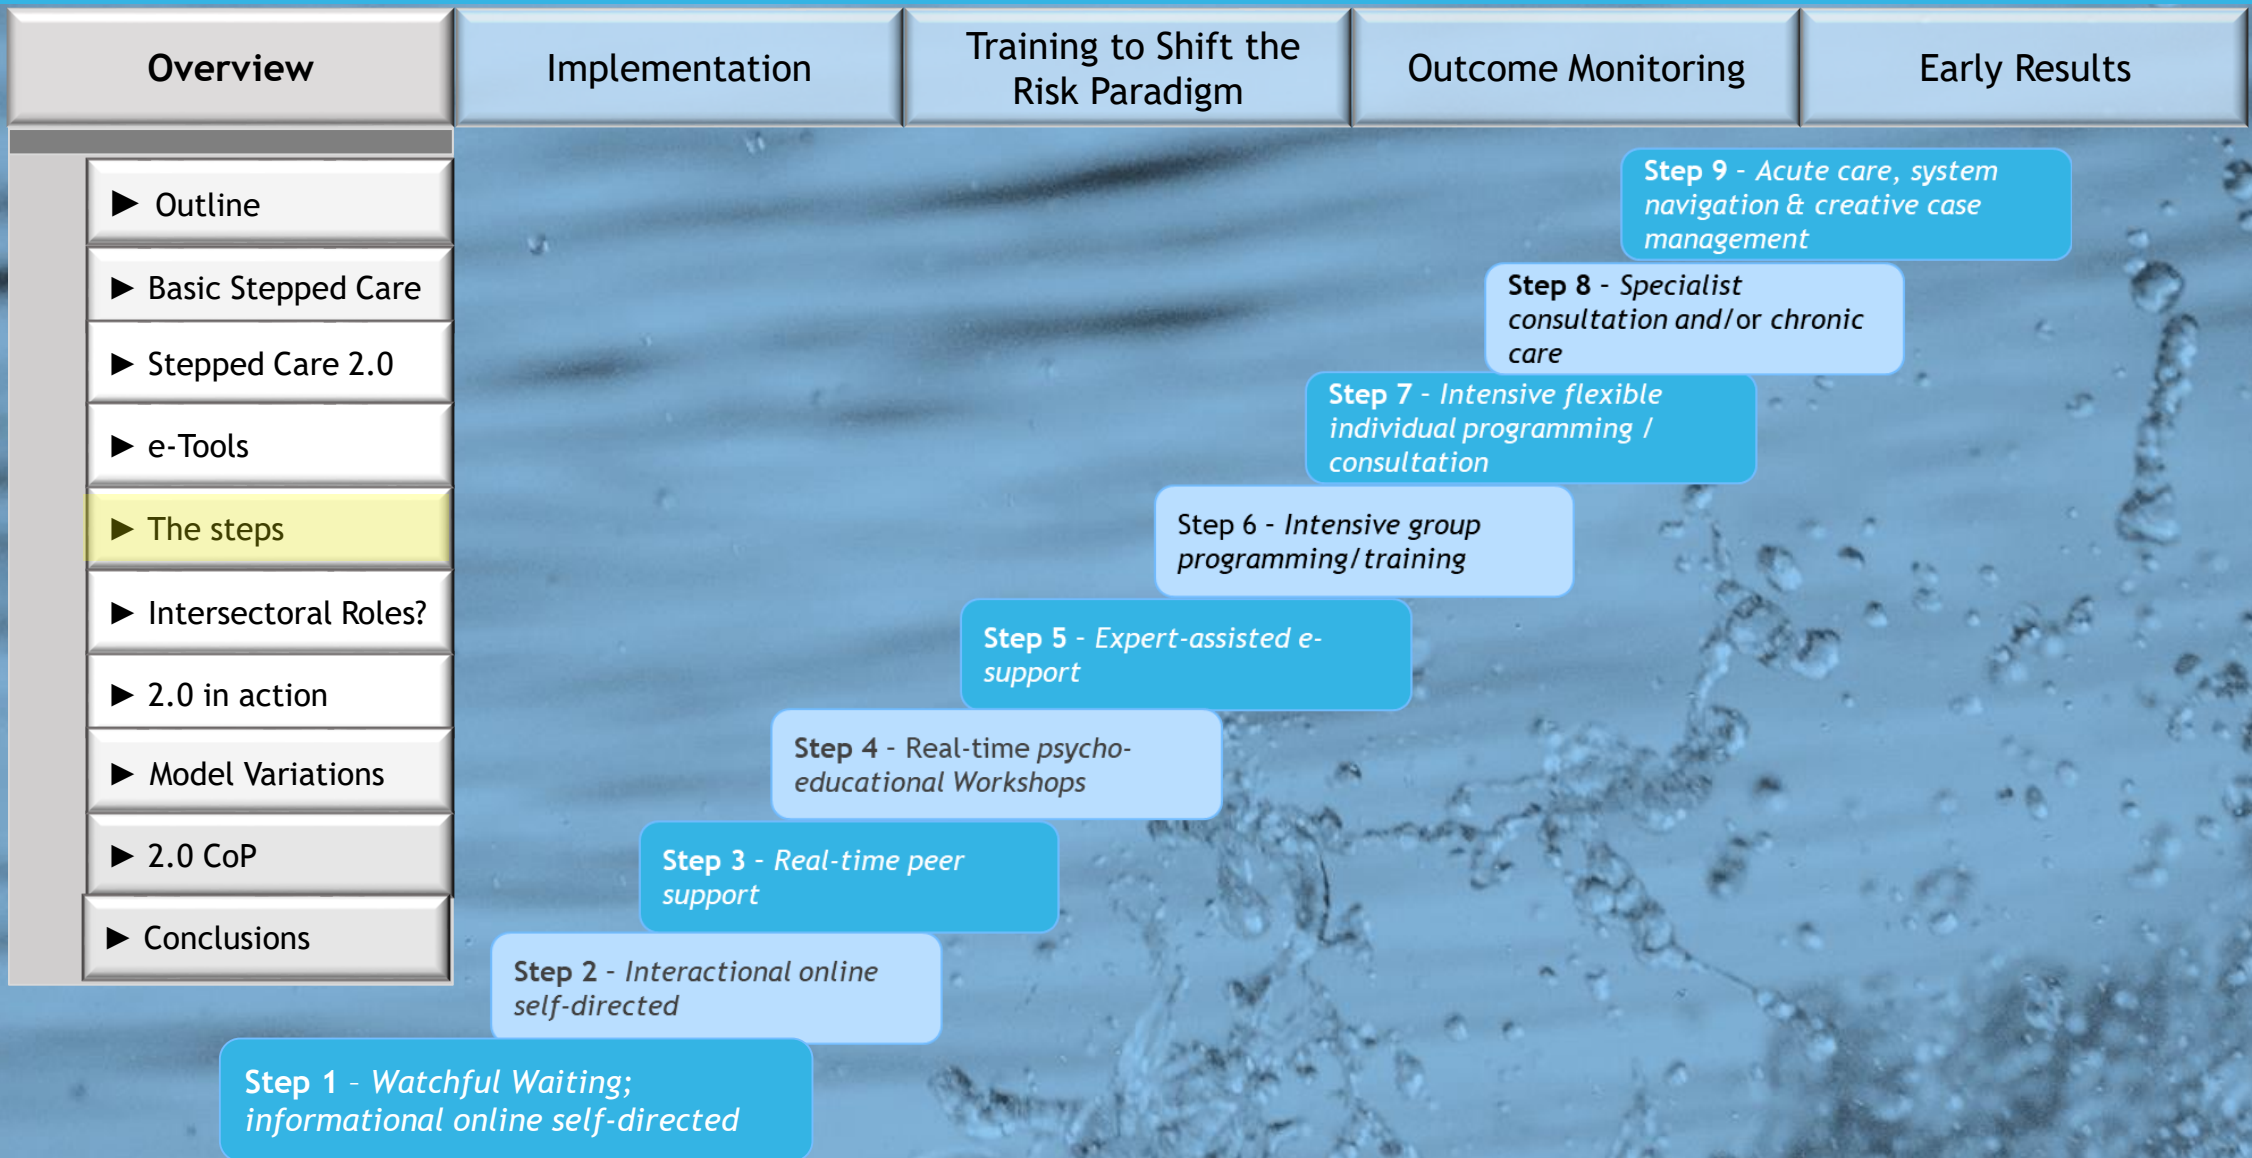 Overview
Implementation
Training to Shift the
Risk Paradigm
Outcome Monitoring
Early Results
► Outline
► Basic Stepped Care
► Stepped Care 2.0
► e-Tools
► The steps
► Intersectoral Roles?
► 2.0 in action
► Model Variations
► 2.0 CoP
► Conclusions
Step 9 – Acute care, system
navigation & creative case
management
Step 8 – Specialist
consultation and/or chronic
care
Step 7 – Intensive flexible
individual programming /
consultation
Step 6 – Intensive group
programming/training
Step 5 – Expert-assisted e-
support
Step 4 – Real-time psycho-
educational Workshops
Step 3 – Real-time peer
support
Step 2 – Interactional online
self-directed
Step 1 – Watchful Waiting;
informational online self-directed